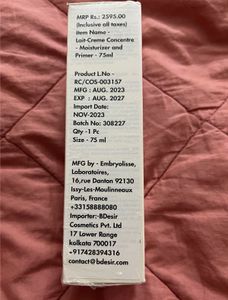 MRP Rs.: 2595.00
(Inclusive all taxes)
Item Name -
Lait-Creme Concentre
- Moisturizer and
Primer - 75ml
Product L.No -
RC/COS-003157
MFG : AUG. 2023
EXP : AUG. 2027
Import Date:
NOV-2023
Batch No: 308227
Qty -1 Pc
Size - 75 ml
MFG by - Embryolisse,
Laboratoires,
16,rue Danton 92130
Issy-Les-Moulinneaux
Paris, France
+33158888080
Importer:-BDesir
Cosmetics Pvt. Ltd
17 Lower Range
kolkata 700017
+917428394316
contact@bDesir.com